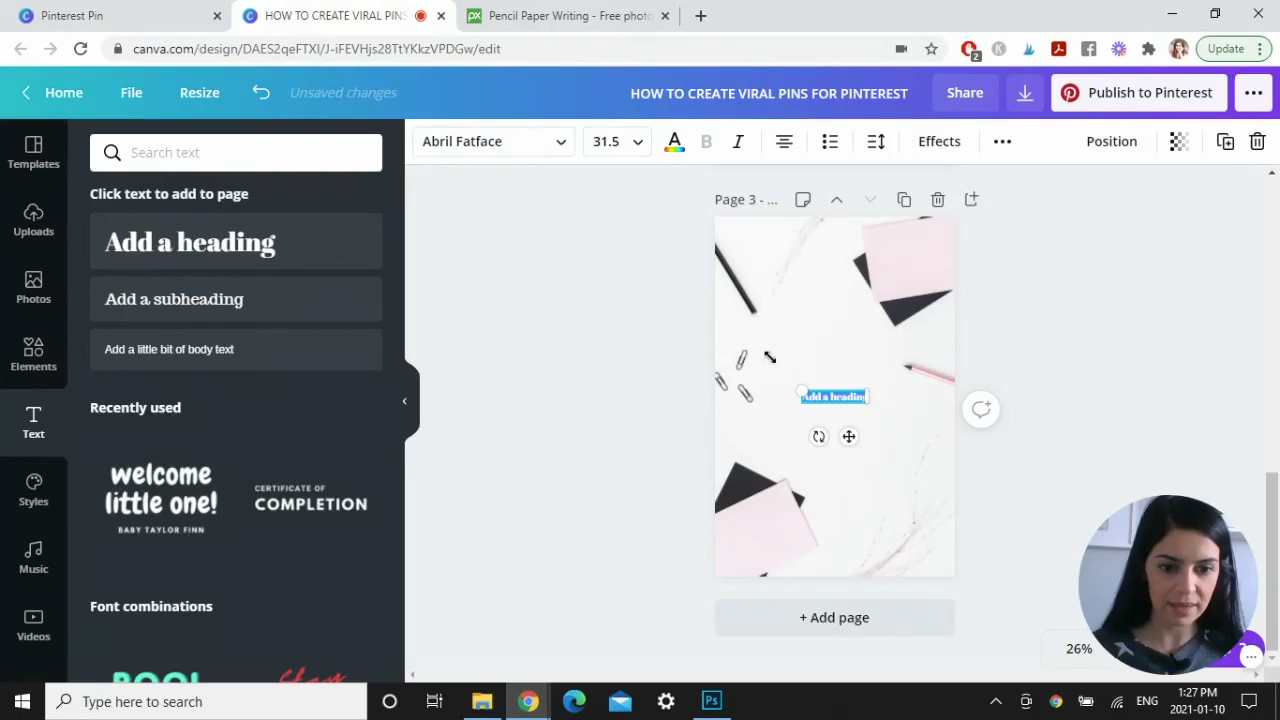 Pinterest Pin
HOW TO CREATE VIRAL PINS
Pencil Paper Writing - Free phot
canva.com/design/DAES2qeFTXI/J-iFEVHjs28TtYKkzVPDGw/edit
2
K
Update
Home
File
Resize
Unsaved changes
HOW TO CREATE VIRAL PINS FOR PINTEREST
Share
Publish to Pinterest
Templates
Uploads
Photos
Elements
Text
Styles
Music
Videos
Search text
Click text to add to page
Add a heading
Add a subheading
Add a little bit of body text
Recently used
welcome
little one!
BABY TAYLOR FINN
CERTIFICATE OF
COMPLETION
Font combinations
Abril Fatface
31.5
A
B
I
Effects
Position
Page 3 - ...
Add a heading
+ Add page
26%
Type here to search
Ps
ENG
1:27 PM
2021-01-10